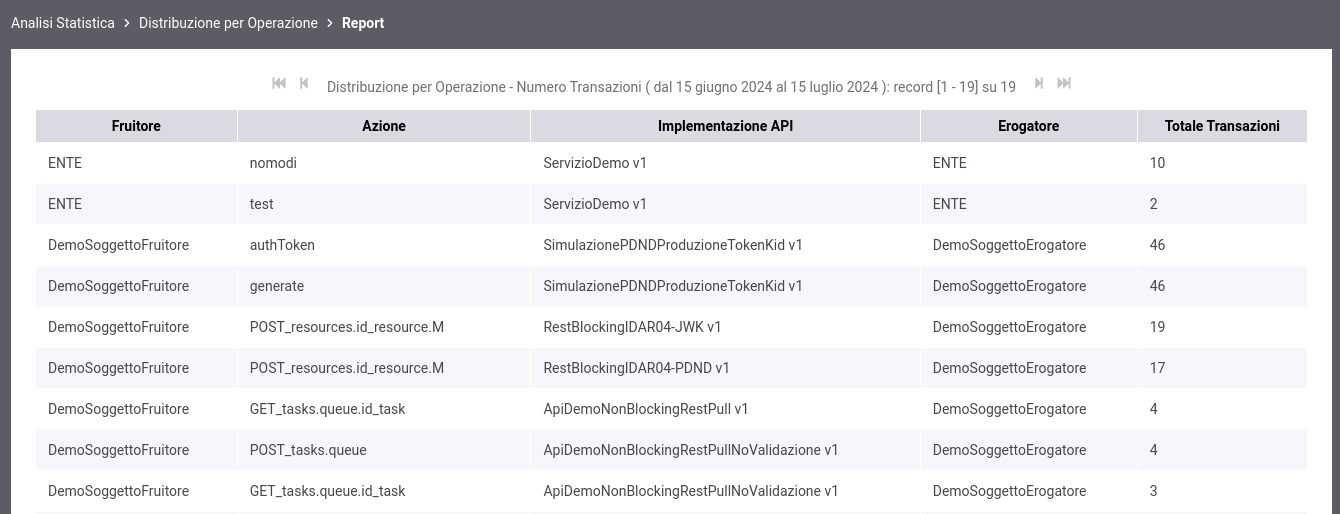 Analisi Statistica > Distribuzione per Operazione > Report
Distribuzione per Operazione - Numero Transazioni ( dal 15 giugno 2024 al 15 luglio 2024 ): record [1 - 19] su 19
Fruitore Azione Implementazione API Erogatore Totale Transazioni
ENTE nomodi ServizioDemo v1 ENTE 10
ENTE test ServizioDemo v1 ENTE 2
DemoSoggettoFruitore authToken SimulazionePDNDProduzioneTokenKid v1 DemoSoggettoErogatore 46
DemoSoggettoFruitore generate SimulazionePDNDProduzioneTokenKid v1 DemoSoggettoErogatore 46
DemoSoggettoFruitore POST_resources.id_resource.M RestBlockingIDAR04-JWK v1 DemoSoggettoErogatore 19
DemoSoggettoFruitore POST_resources.id_resource.M RestBlockingIDAR04-PDND v1 DemoSoggettoErogatore 17
DemoSoggettoFruitore GET_tasks.queue.id_task ApiDemoNonBlockingRestPull v1 DemoSoggettoErogatore 4
DemoSoggettoFruitore POST_tasks.queue ApiDemoNonBlockingRestPullNoValidazione v1 DemoSoggettoErogatore 4
DemoSoggettoFruitore GET_tasks.queue.id_task ApiDemoNonBlockingRestPullNoValidazione v1 DemoSoggettoErogatore 3